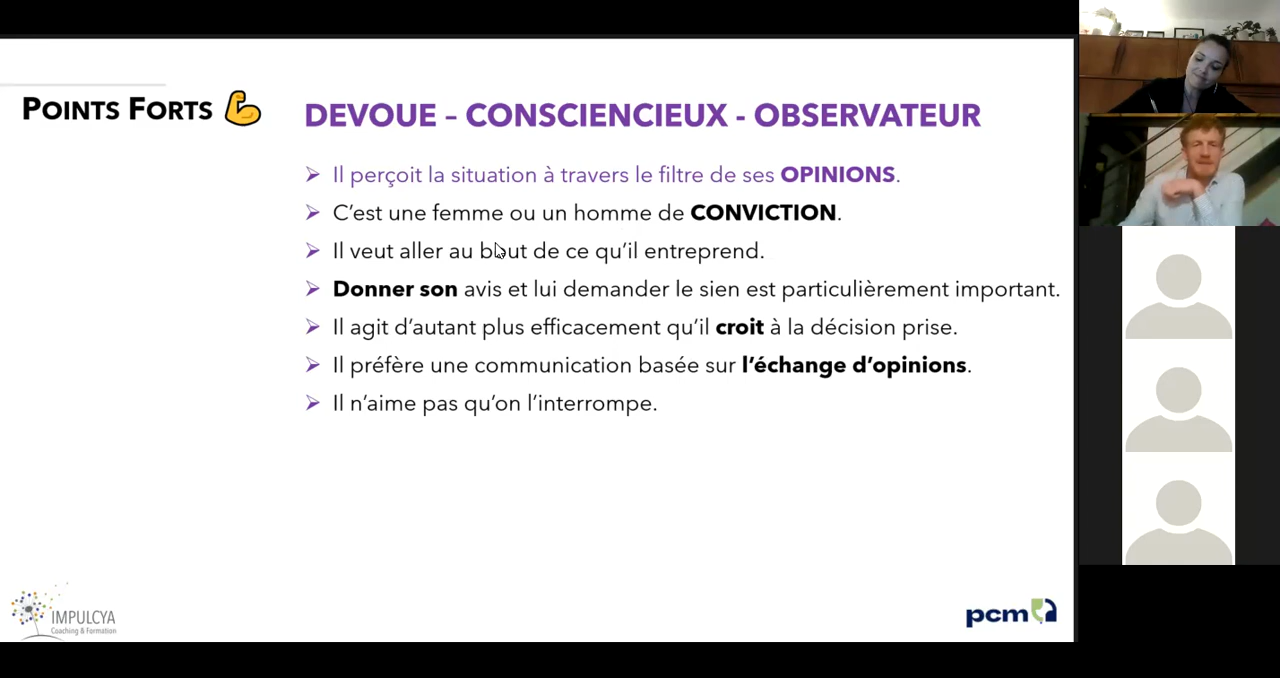 POINTS FORTS 💪
DEVOUE – CONSCIENCIEUX - OBSERVATEUR
➢ Il perçoit la situation à travers le filtre de ses OPINIONS.
➢ C’est une femme ou un homme de CONVICTION.
➢ Il veut aller au bout de ce qu’il entreprend.
➢ Donner son avis et lui demander le sien est particulièrement important.
➢ Il agit d’autant plus efficacement qu’il croit à la décision prise.
➢ Il préfère une communication basée sur l’échange d’opinions.
➢ Il n’aime pas qu’on l’interrompe.
IMPULCYA
Coaching & Formation
pcm